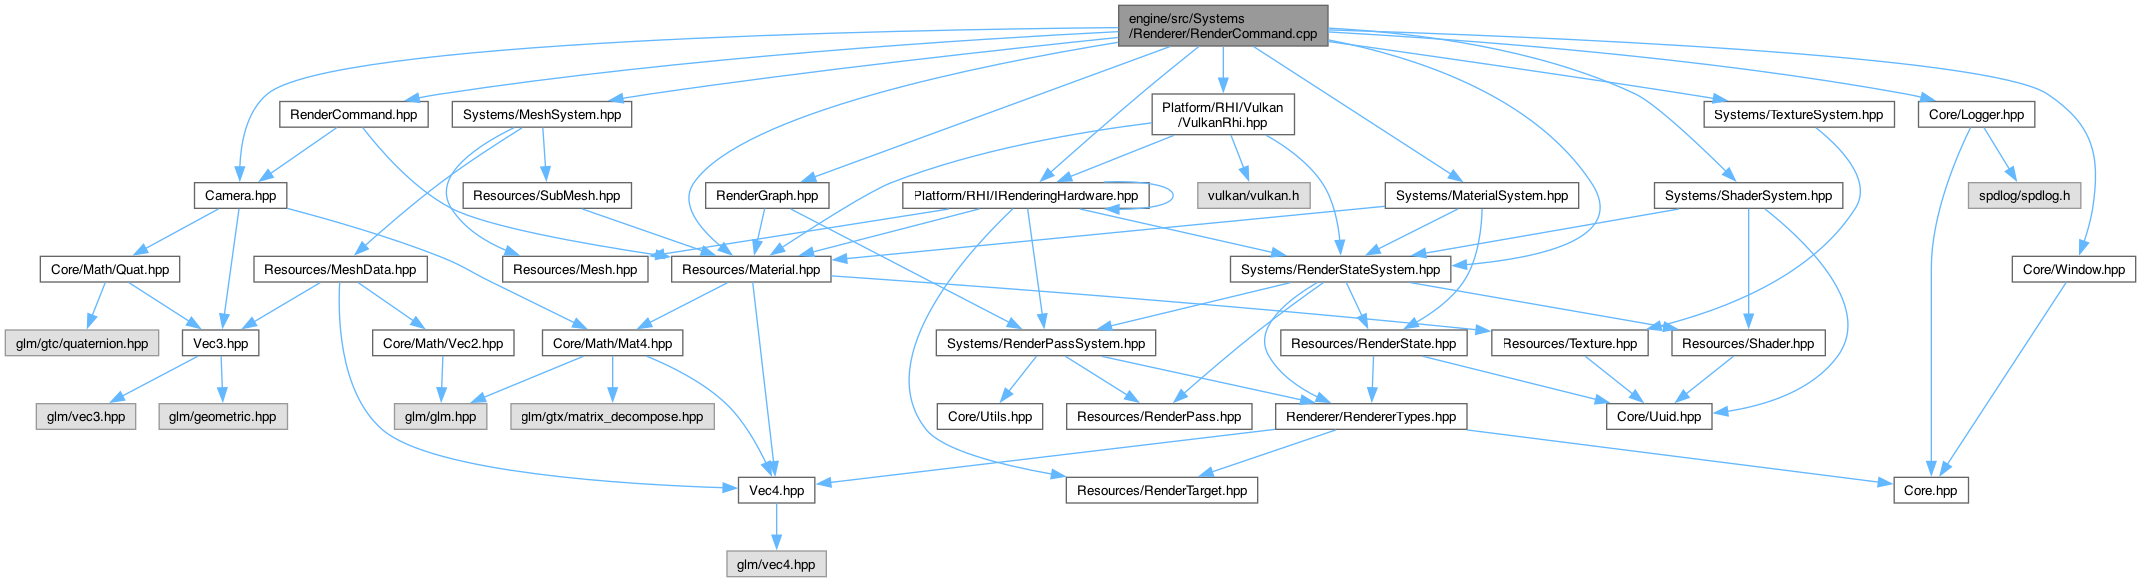 engine/src/Systems
/Renderer/RenderCommand.cpp
RenderCommand.hpp
Systems/MeshSystem.hpp
Platform/RHI/Vulkan
/VulkanRhi.hpp
Systems/TextureSystem.hpp
Core/Logger.hpp
Camera.hpp
Resources/SubMesh.hpp
RenderGraph.hpp
Platform/RHI/IRenderingHardware.hpp
vulkan/vulkan.h
Systems/MaterialSystem.hpp
Systems/ShaderSystem.hpp
spdlog/spdlog.h
Core/Math/Quat.hpp
Resources/MeshData.hpp
Resources/Mesh.hpp
Resources/Material.hpp
Systems/RenderStateSystem.hpp
Core/Window.hpp
glm/gtc/quaternion.hpp
Vec3.hpp
Core/Math/Vec2.hpp
Core/Math/Mat4.hpp
Systems/RenderPassSystem.hpp
Resources/RenderState.hpp
Resources/Texture.hpp
Resources/Shader.hpp
glm/vec3.hpp
glm/geometric.hpp
glm/glm.hpp
glm/gtx/matrix_decompose.hpp
Core/Utils.hpp
Resources/RenderPass.hpp
Renderer/RendererTypes.hpp
Core/Uuid.hpp
Vec4.hpp
Resources/RenderTarget.hpp
Core.hpp
glm/vec4.hpp